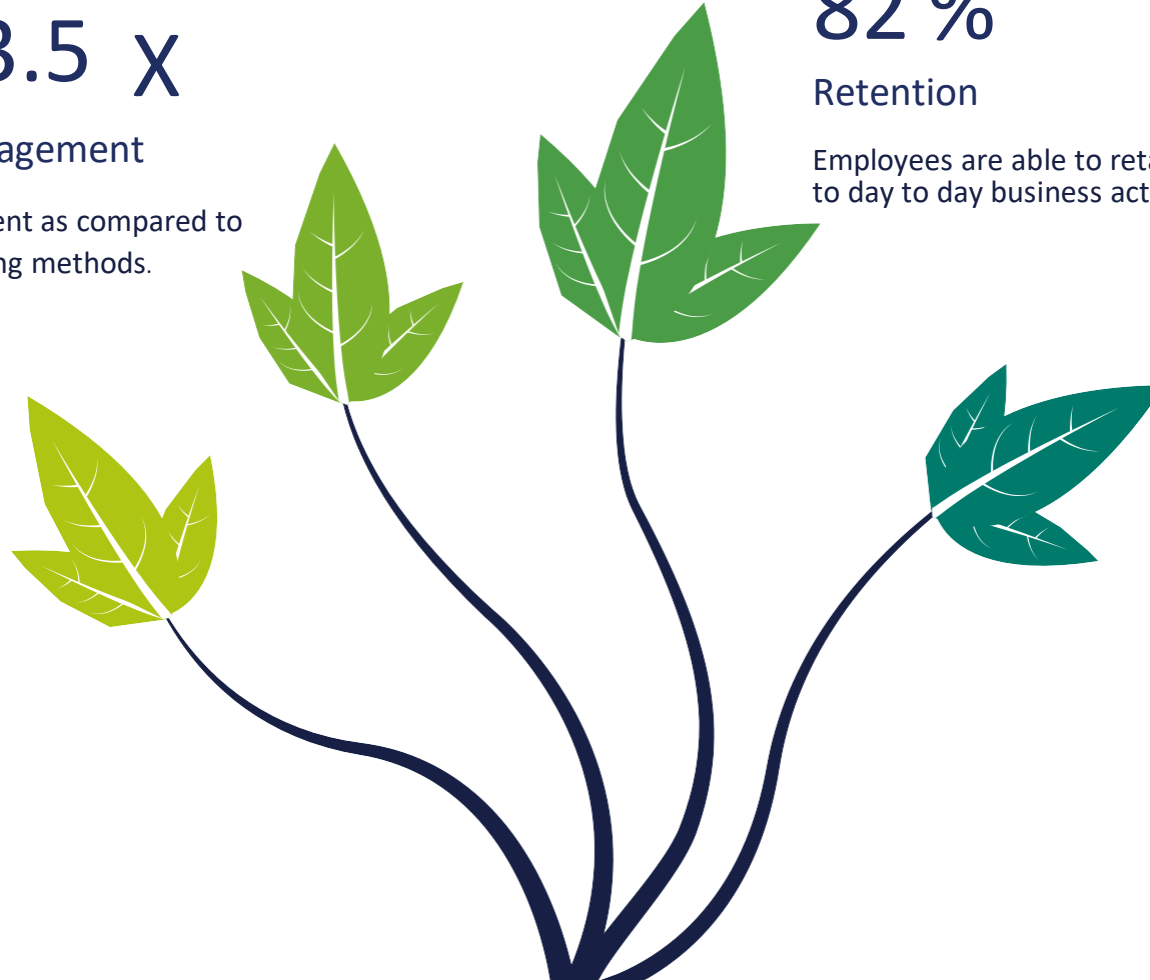 3.5 X
agement
ent as compared to
ng methods.
82 %
Retention
Employees are able to reta
to day to day business act